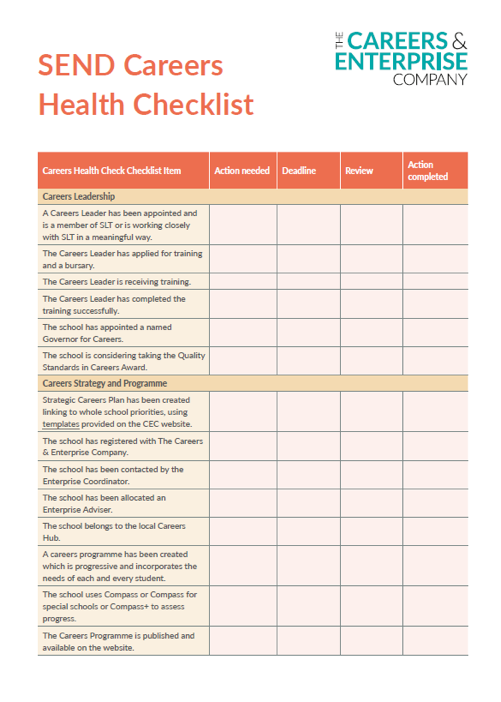 SEND Careers
Health Checklist
THE CAREERS &
ENTERPRISE
COMPANY
Careers Health Check Checklist Item Action needed Deadline Review Action completed
Careers Leadership
A Careers Leader has been appointed and
is a member of SLT or is working closely
with SLT in a meaningful way.
The Careers Leader has applied for training
and a bursary.
The Careers Leader is receiving training.
The Careers Leader has completed the
training successfully.
The school has appointed a named
Governor for Careers.
The school is considering taking the Quality
Standards in Careers Award.
Careers Strategy and Programme
Strategic Careers Plan has been created
linking to whole school priorities, using
templates provided on the CEC website.
The school has registered with The Careers
& Enterprise Company.
The school has been contacted by the
Enterprise Coordinator.
The school has been allocated an
Enterprise Adviser.
The school belongs to the local Careers
Hub.
A careers programme has been created
which is progressive and incorporates the
needs of each and every student.
The school uses Compass or Compass for
special schools or Compass+ to assess
progress.
The Careers Programme is published and
available on the website.